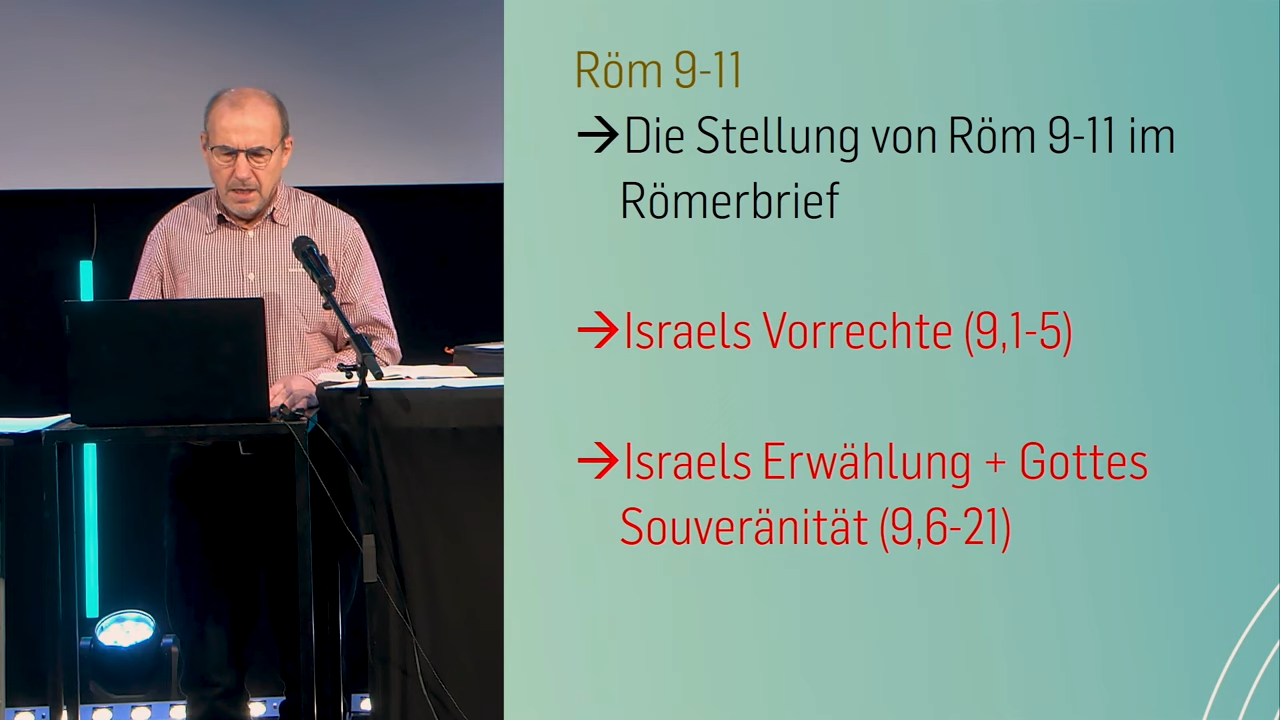 Röm 9-11
→Die Stellung von Röm 9-11 im
Römerbrief
→Israels Vorrechte (9,1-5)
→Israels Erwählung + Gottes
Souveränität (9,6-21)